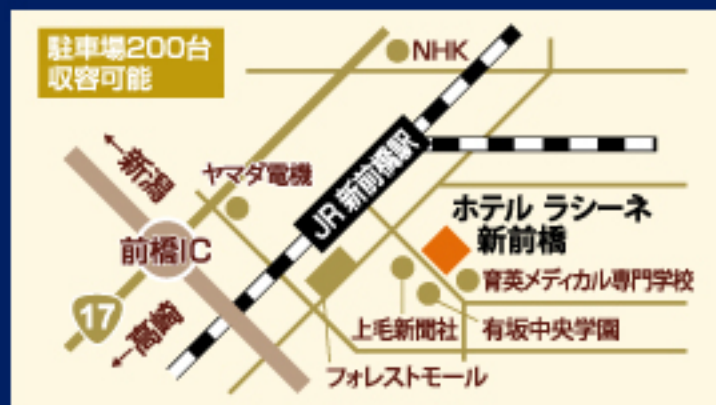 駐車場200台
収容可能
NHK
←新潟
ヤマダ電機
JR 新前橋駅
ホテル ラシーネ
新前橋
前橋IC
育英メディカル専門学校
17
←高崎
上毛新聞社
有坂中央学園
フォレストモール